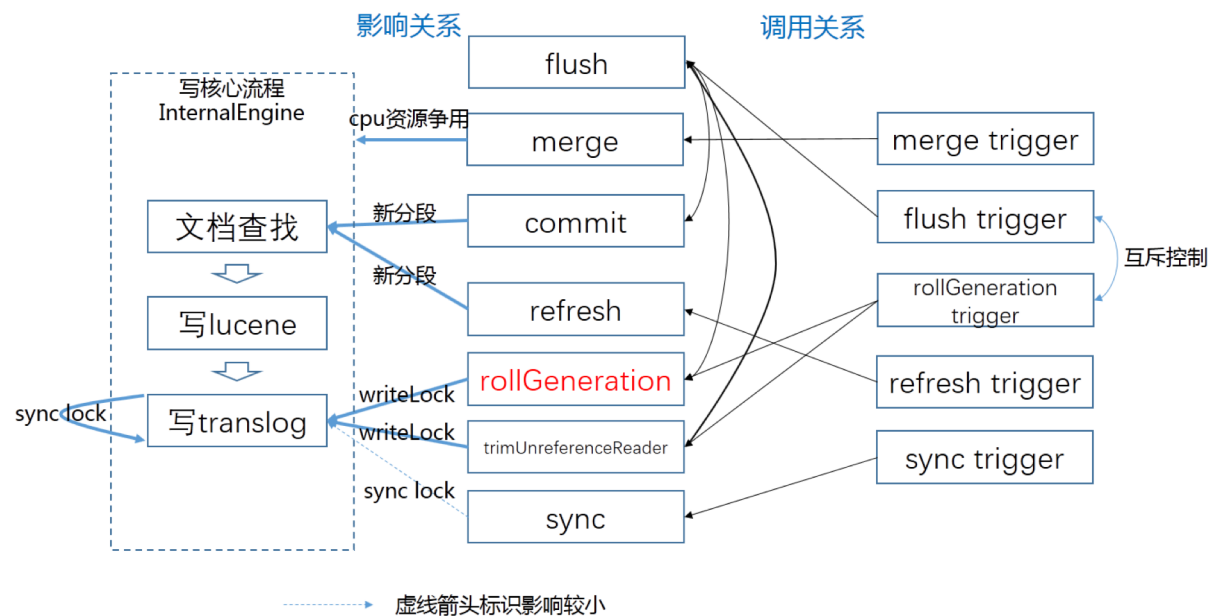 影响关系
调用关系
写核心流程
InternalEngine
文档查找
写lucene
写translog
sync lock
cpu资源争用
新分段
新分段
writeLock
writeLock
sync lock
flush
merge
commit
refresh
rollGeneration
trimUnreferenceReader
sync
merge trigger
flush trigger
rollGeneration
trigger
refresh trigger
sync trigger
互斥控制
虚线箭头标识影响较小